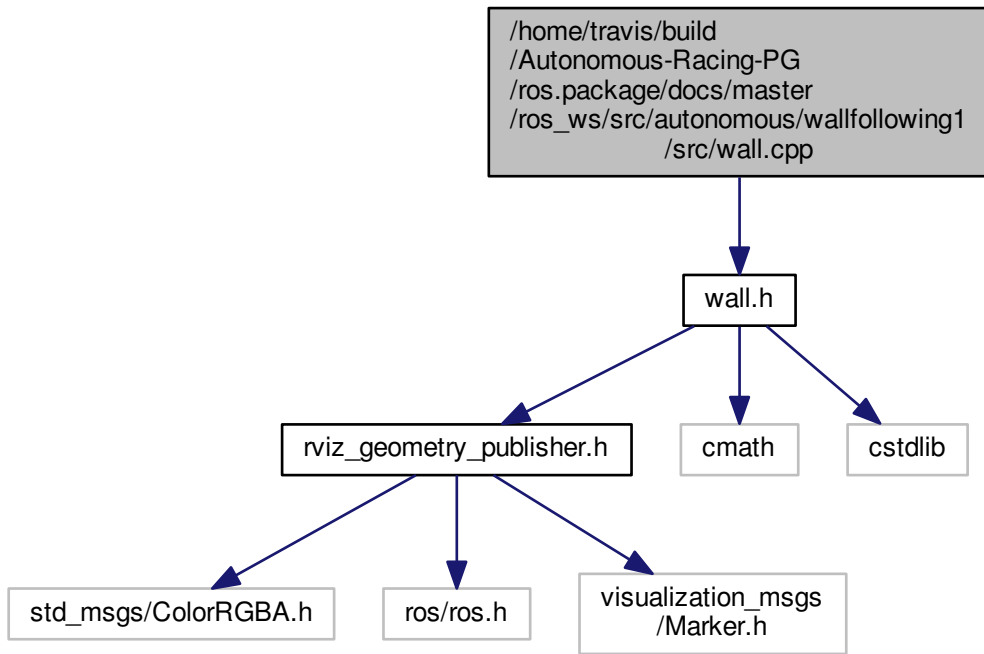 /home/travis/build
/Autonomous-Racing-PG
/ros.package/docs/master
/ros_ws/src/autonomous/wallfollowing1
/src/wall.cpp
wall.h
rviz_geometry_publisher.h
cmath
cstdlib
std_msgs/ColorRGBA.h
ros/ros.h
visualization_msgs
/Marker.h